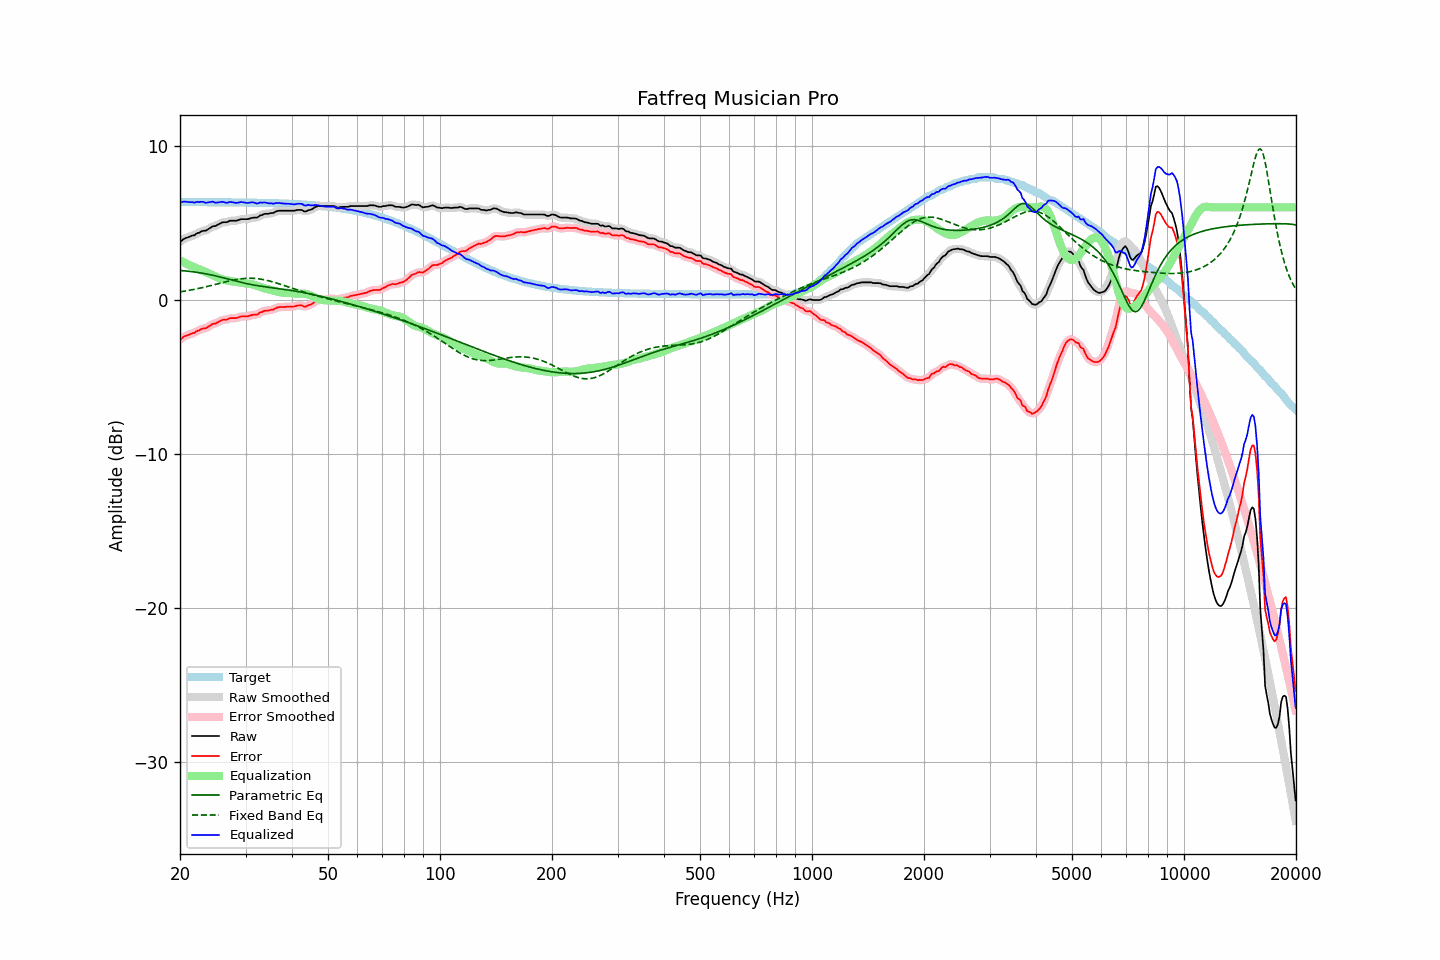 Fatfreq Musician Pro
10
0
−10
−20
−30
Amplitude (dBr)
Target
Raw Smoothed
Error Smoothed
Raw
Error
Equalization
Parametric Eq
Fixed Band Eq
Equalized
20 50 100 200 500 1000 2000 5000 10000 20000
Frequency (Hz)